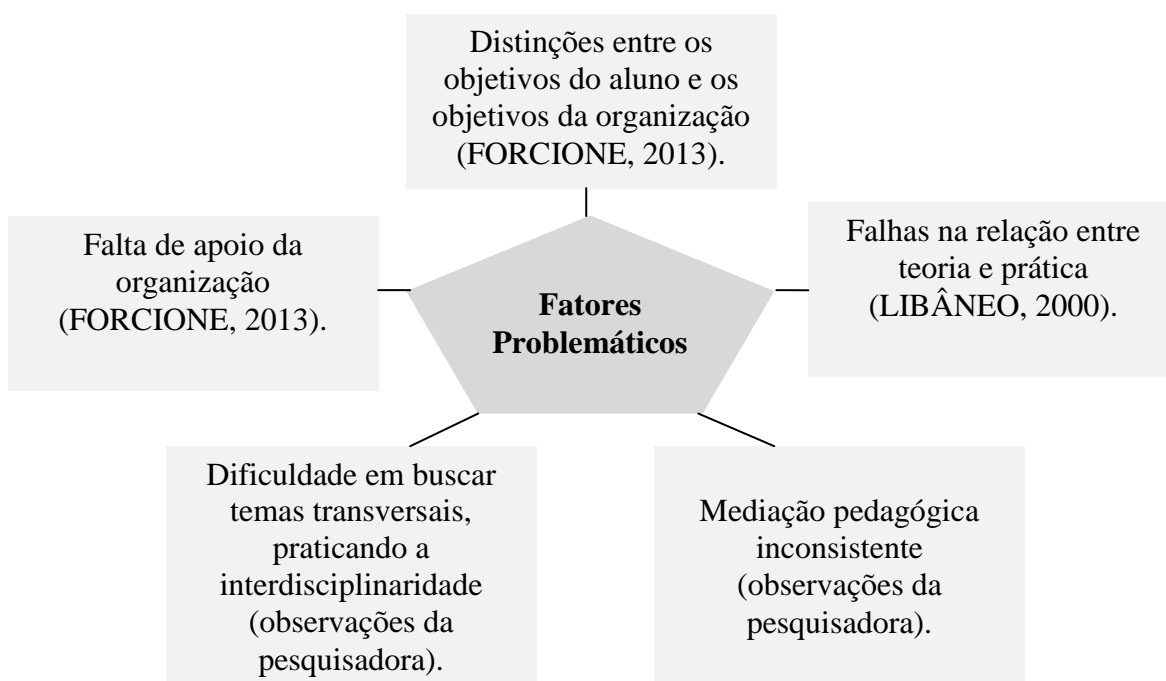 Distinções entre os
objetivos do aluno e os
objetivos da organização
(FORCIONE, 2013).
Falta de apoio da
organização
(FORCIONE, 2013).
Fatores
Problemáticos
Falhas na relação entre
teoria e prática
(LIBÂNEO, 2000).
Dificuldade em buscar
temas transversais,
praticando a
interdisciplinaridade
(observações da
pesquisadora).
Mediação pedagógica
inconsistente
(observações da
pesquisadora).